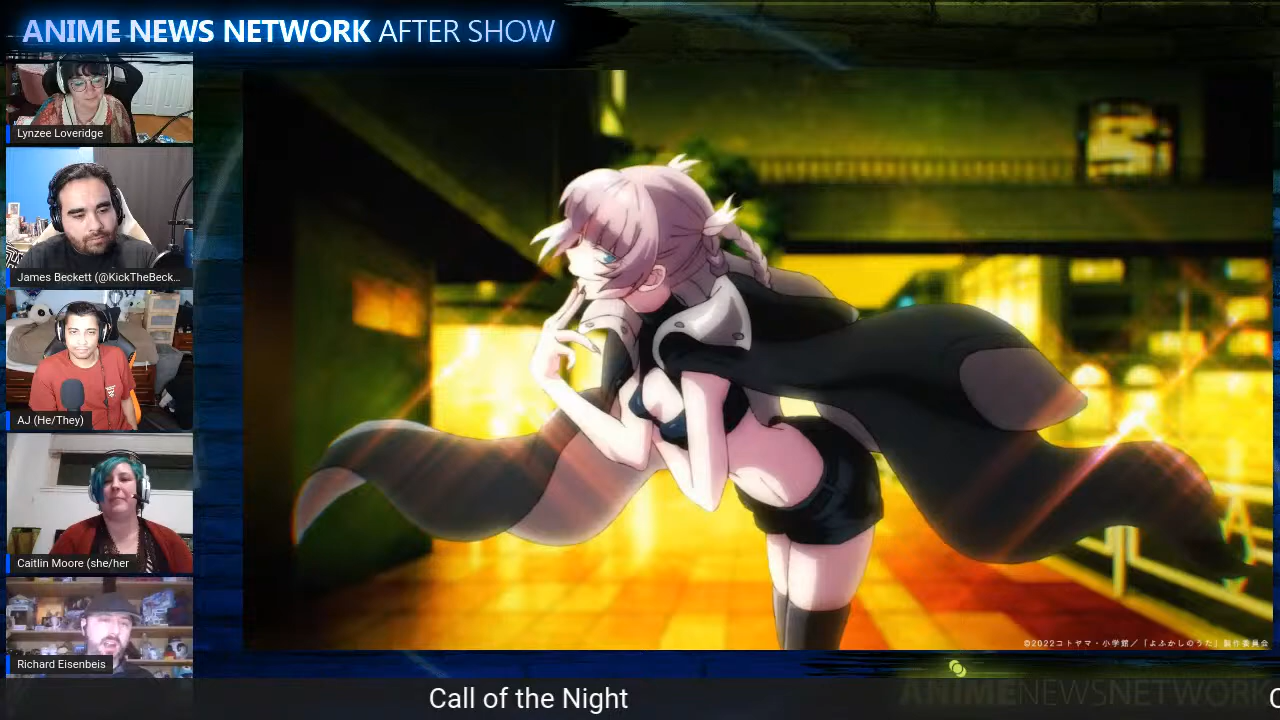 ANIME NEWS NETWORK AFTER SHOW
Lynzee Loveridge
James Beckett (@KickTheBeck...
AJ (He/They)
Caitlin Moore (she/her
Richard Eisenbeis
©2022コトヤマ・小学館／「よふかしのうた」製作委員会
Call of the Night
ANIMENEWSNETWORK